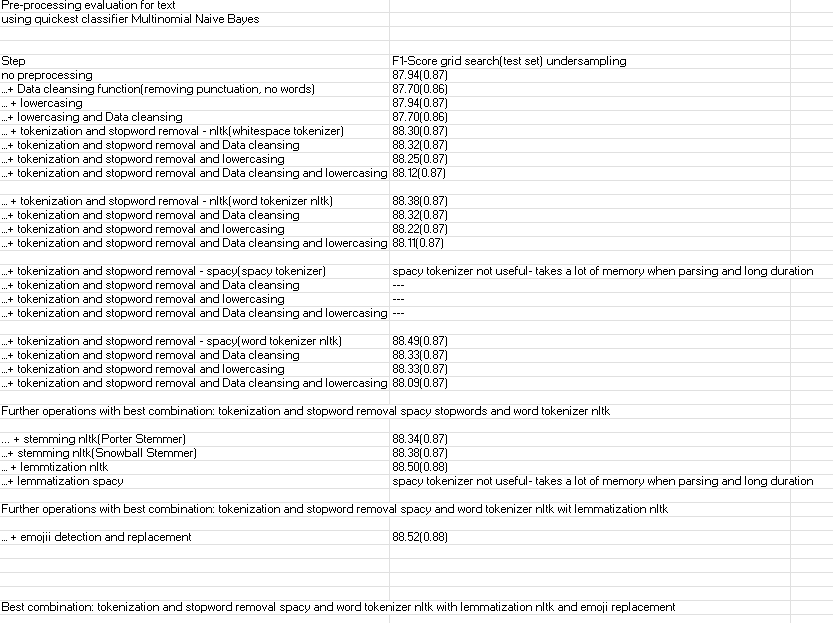 Pre-processing evaluation for text
using quickest classifier Multinomial Naive Bayes
Step F1-Score grid search(test set) undersampling
no preprocessing 87.94(0.87)
...+ Data cleansing function(removing punctuation, no words) 87.70(0.86)
... + lowercasing 87.94(0.87)
...+ lowercasing and Data cleansing 87.70(0.86)
... + tokenization and stopword removal - nltk(whitespace tokenizer) 88.30(0.87)
...+ tokenization and stopword removal and Data cleansing 88.32(0.87)
...+ tokenization and stopword removal and lowercasing 88.25(0.87)
...+ tokenization and stopword removal and Data cleansing and lowercasing 88.12(0.87)
... + tokenization and stopword removal - nltk(word tokenizer nltk) 88.38(0.87)
...+ tokenization and stopword removal and Data cleansing 88.32(0.87)
...+ tokenization and stopword removal and lowercasing 88.22(0.87)
...+ tokenization and stopword removal and Data cleansing and lowercasing 88.11(0.87)
...+ tokenization and stopword removal - spacy(spacy tokenizer) spacy tokenizer not useful- takes a lot of memory when parsing and long duration
...+ tokenization and stopword removal and Data cleansing ---
...+ tokenization and stopword removal and lowercasing ---
...+ tokenization and stopword removal and Data cleansing and lowercasing ---
...+ tokenization and stopword removal - spacy(word tokenizer nltk) 88.49(0.87)
...+ tokenization and stopword removal and Data cleansing 88.33(0.87)
...+ tokenization and stopword removal and lowercasing 88.33(0.87)
...+ tokenization and stopword removal and Data cleansing and lowercasing 88.09(0.87)
Further operations with best combination: tokenization and stopword removal spacy stopwords and word tokenizer nltk
... + stemming nltk(Porter Stemmer) 88.34(0.87)
...+ stemming nltk(Snowball Stemmer) 88.38(0.87)
... + lemmtization nltk 88.50(0.88)
...+ lemmatization spacy spacy tokenizer not useful- takes a lot of memory when parsing and long duration
Further operations with best combination: tokenization and stopword removal spacy and word tokenizer nltk wit lemmatization nltk
... + emojii detection and replacement 88.52(0.88)
Best combination: tokenization and stopword removal spacy and word tokenizer nltk with lemmatization nltk and emoji replacement